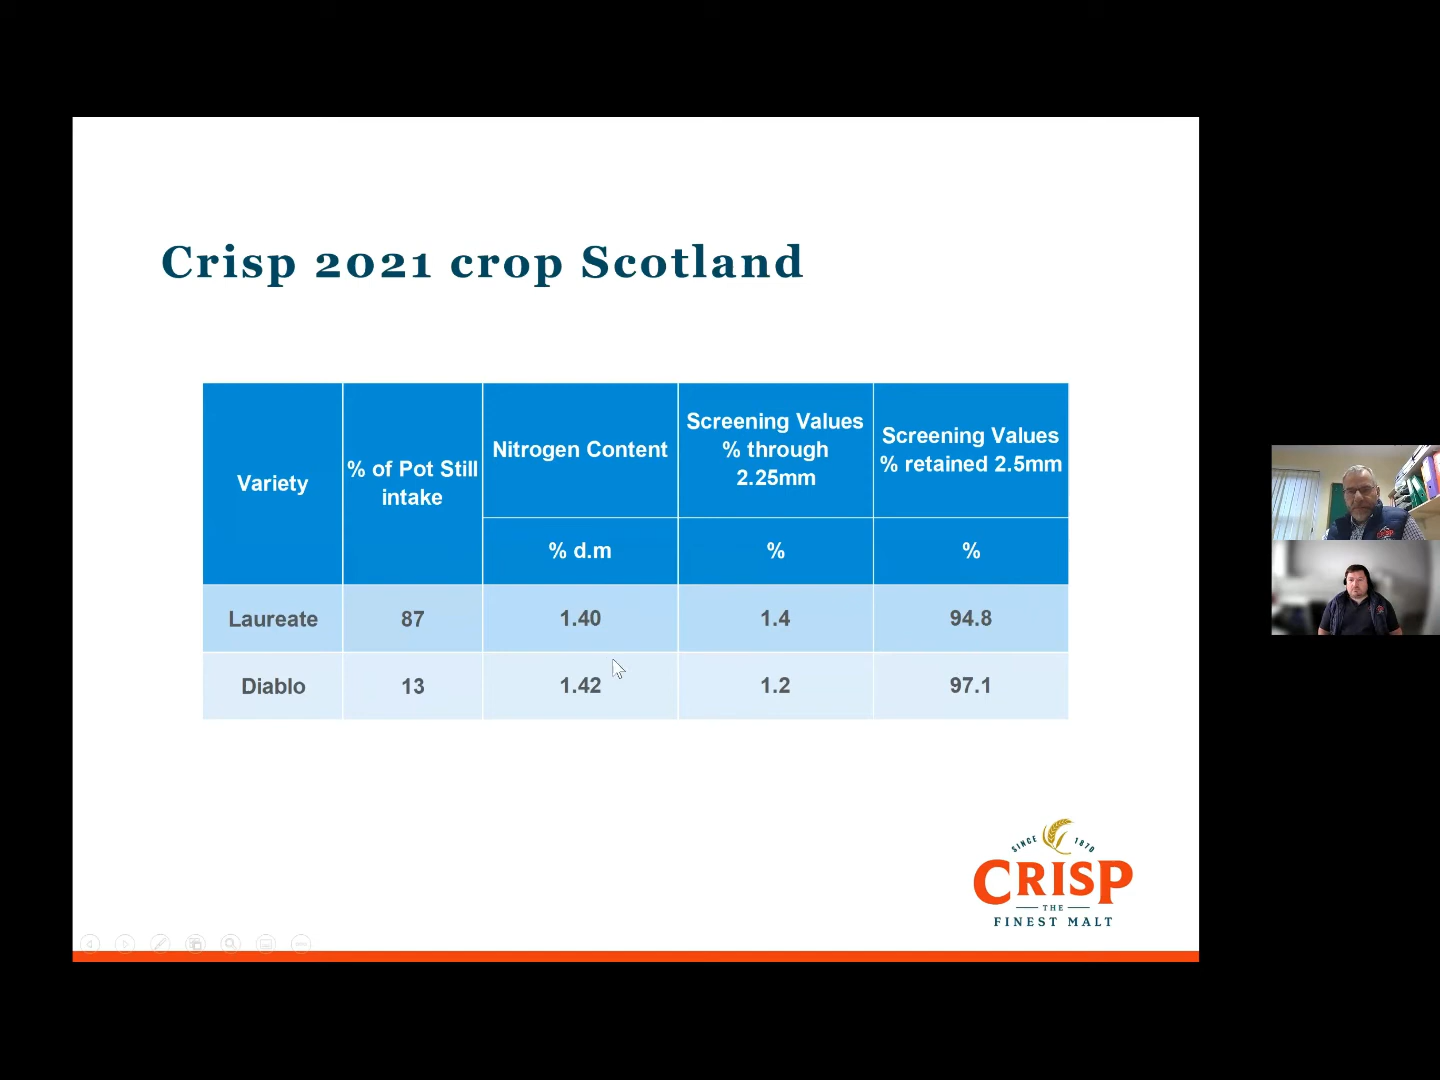 Crisp 2021 crop Scotland
Variety
% of Pot Still
intake
Nitrogen Content
Screening Values
% through
2.25mm
Screening Values
% retained 2.5mm
% d.m
%
%
Laureate 87 1.40 1.4 94.8
Diablo 13 1.42 1.2 97.1
SINCE 1870
CRISP
THE
FINEST MALT